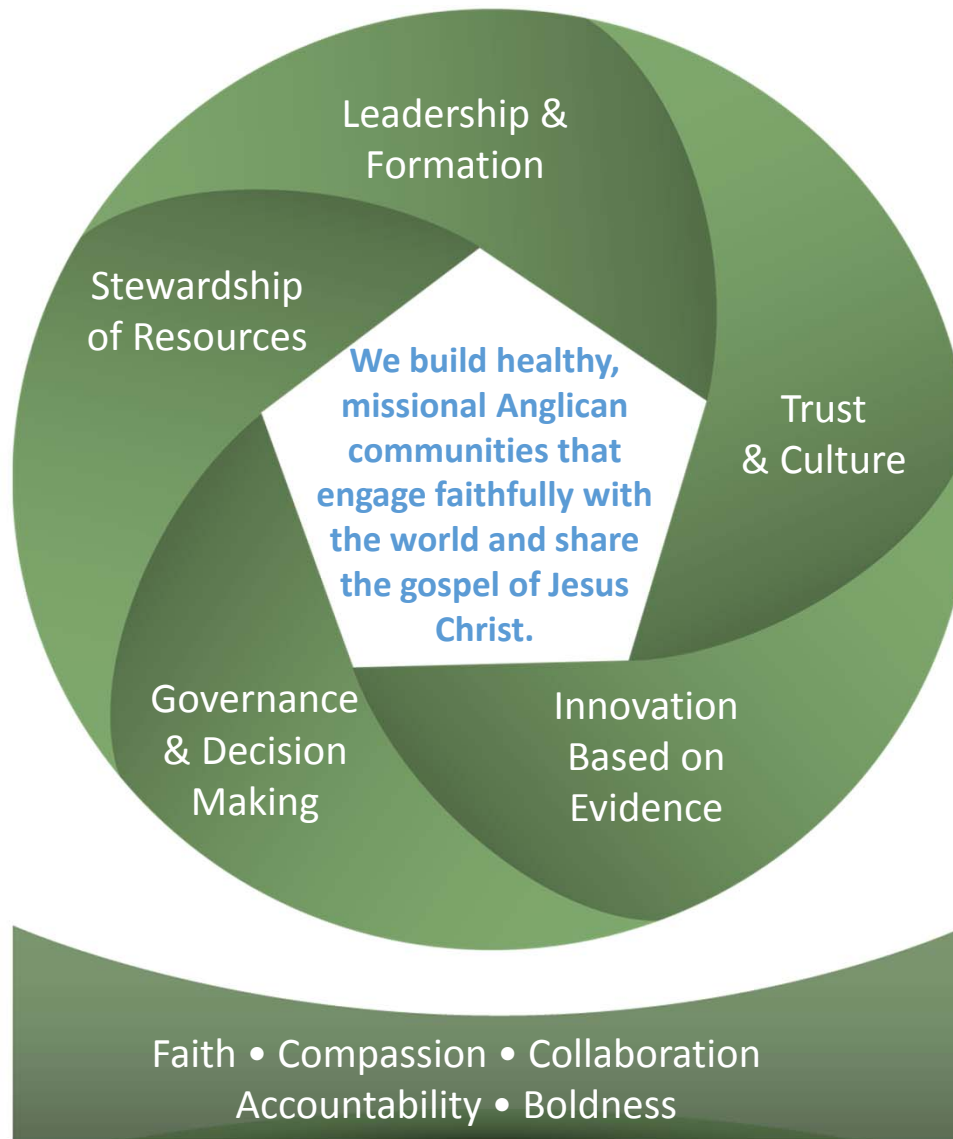 Leadership &
Formation
Stewardship
of Resources
We build healthy,
missional Anglican
communities that
engage faithfully with
the world and share
the gospel of Jesus
Christ.
Trust
& Culture
Governance
& Decision
Making
Innovation
Based on
Evidence
Faith • Compassion • Collaboration
Accountability • Boldness